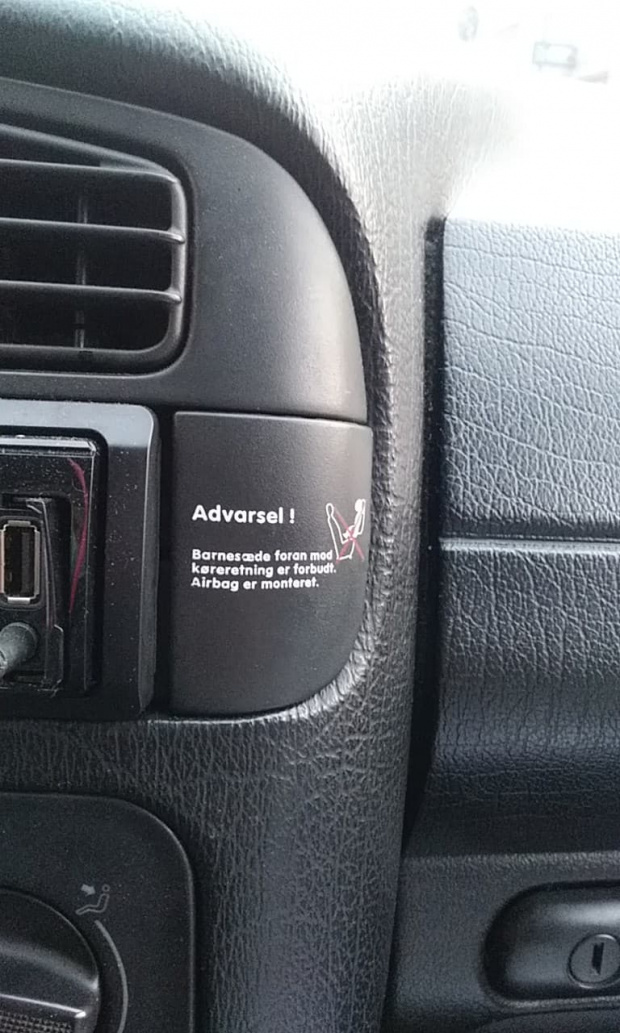 Advarsel !
Barnesæde foran mod
køreretning er forbudt.
Airbag er monteret.